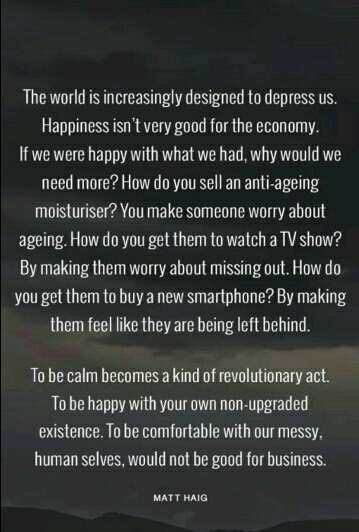 The world is increasingly designed to depress us.
Happiness isn't very good for the economy.
If we were happy with what we had, why would we
need more? How do you sell an anti-ageing
moisturiser? You make someone worry about
ageing. How do you get them to watch a TV show?
By making them worry about missing out. How do
you get them to buy a new smartphone? By making
them feel like they are being left behind.
To be calm becomes a kind of revolutionary act.
To be happy with your own non-upgraded
existence. To be comfortable with our messy,
human selves, would not be good for business.
MATT HAIG